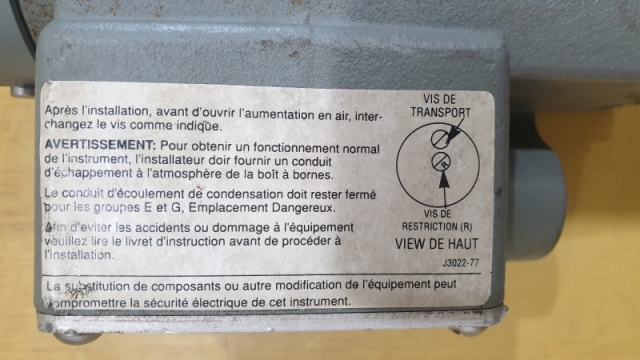 Après l'installation, avant d'ouvrir l'aumentation en air, inter-
changez le vis comme indique.
AVERTISSEMENT: Pour obtenir un fonctionnement normal
de l'instrument, l'installateur doir fournir un conduit
d'échappement à l'atmosphère de la boît à bornes.
Le conduit d'écoulement de condensation doit rester fermé
pour les groupes E et G, Emplacement Dangereux.
Afin d'eviter les accidents ou dommage à l'équipement
veuillez lire le livret d'instruction avant de procéder à
l'installation.
La substitution de composants ou autre modification de l'équipement peut
compromettre la sécurité électrique de cet instrument.
VIS DE
TRANSPORT
R
VIS DE
RESTRICTION (R)
VIEW DE HAUT
J3022-77